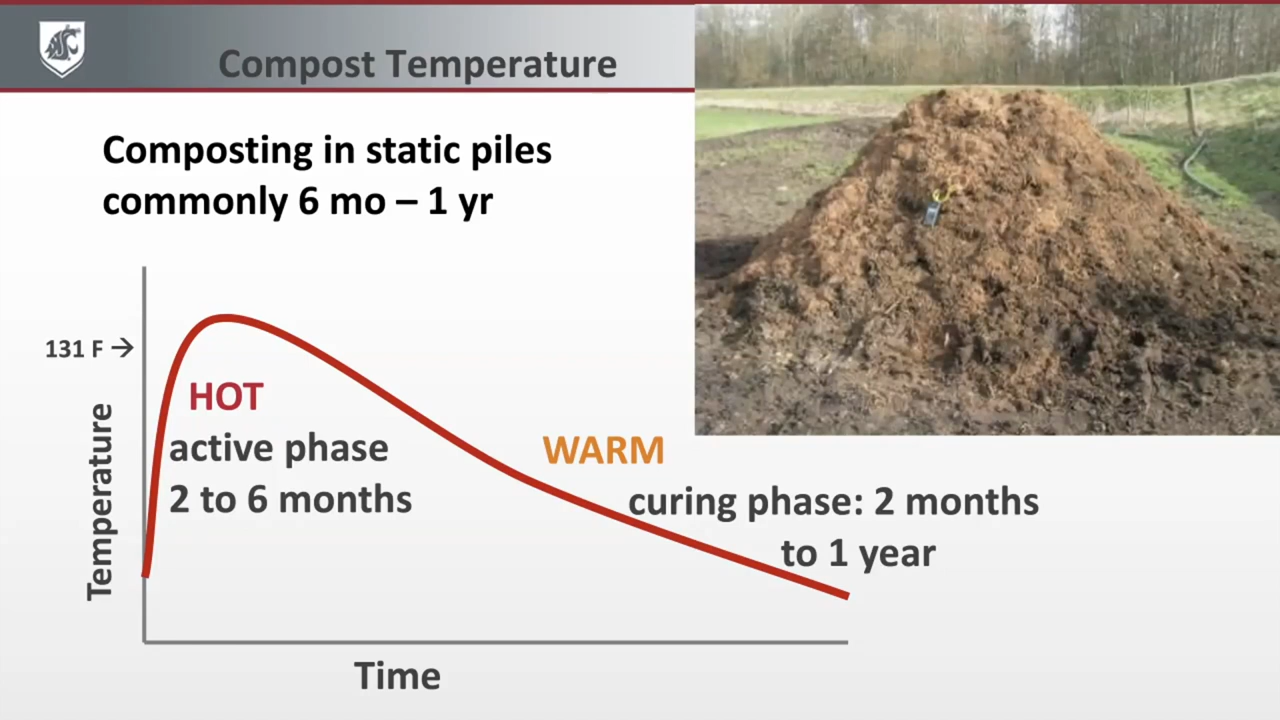 Compost Temperature
Composting in static piles
commonly 6 mo – 1 yr
131 F →
HOT
active phase
2 to 6 months
WARM
curing phase: 2 months
to 1 year
Temperature
Time